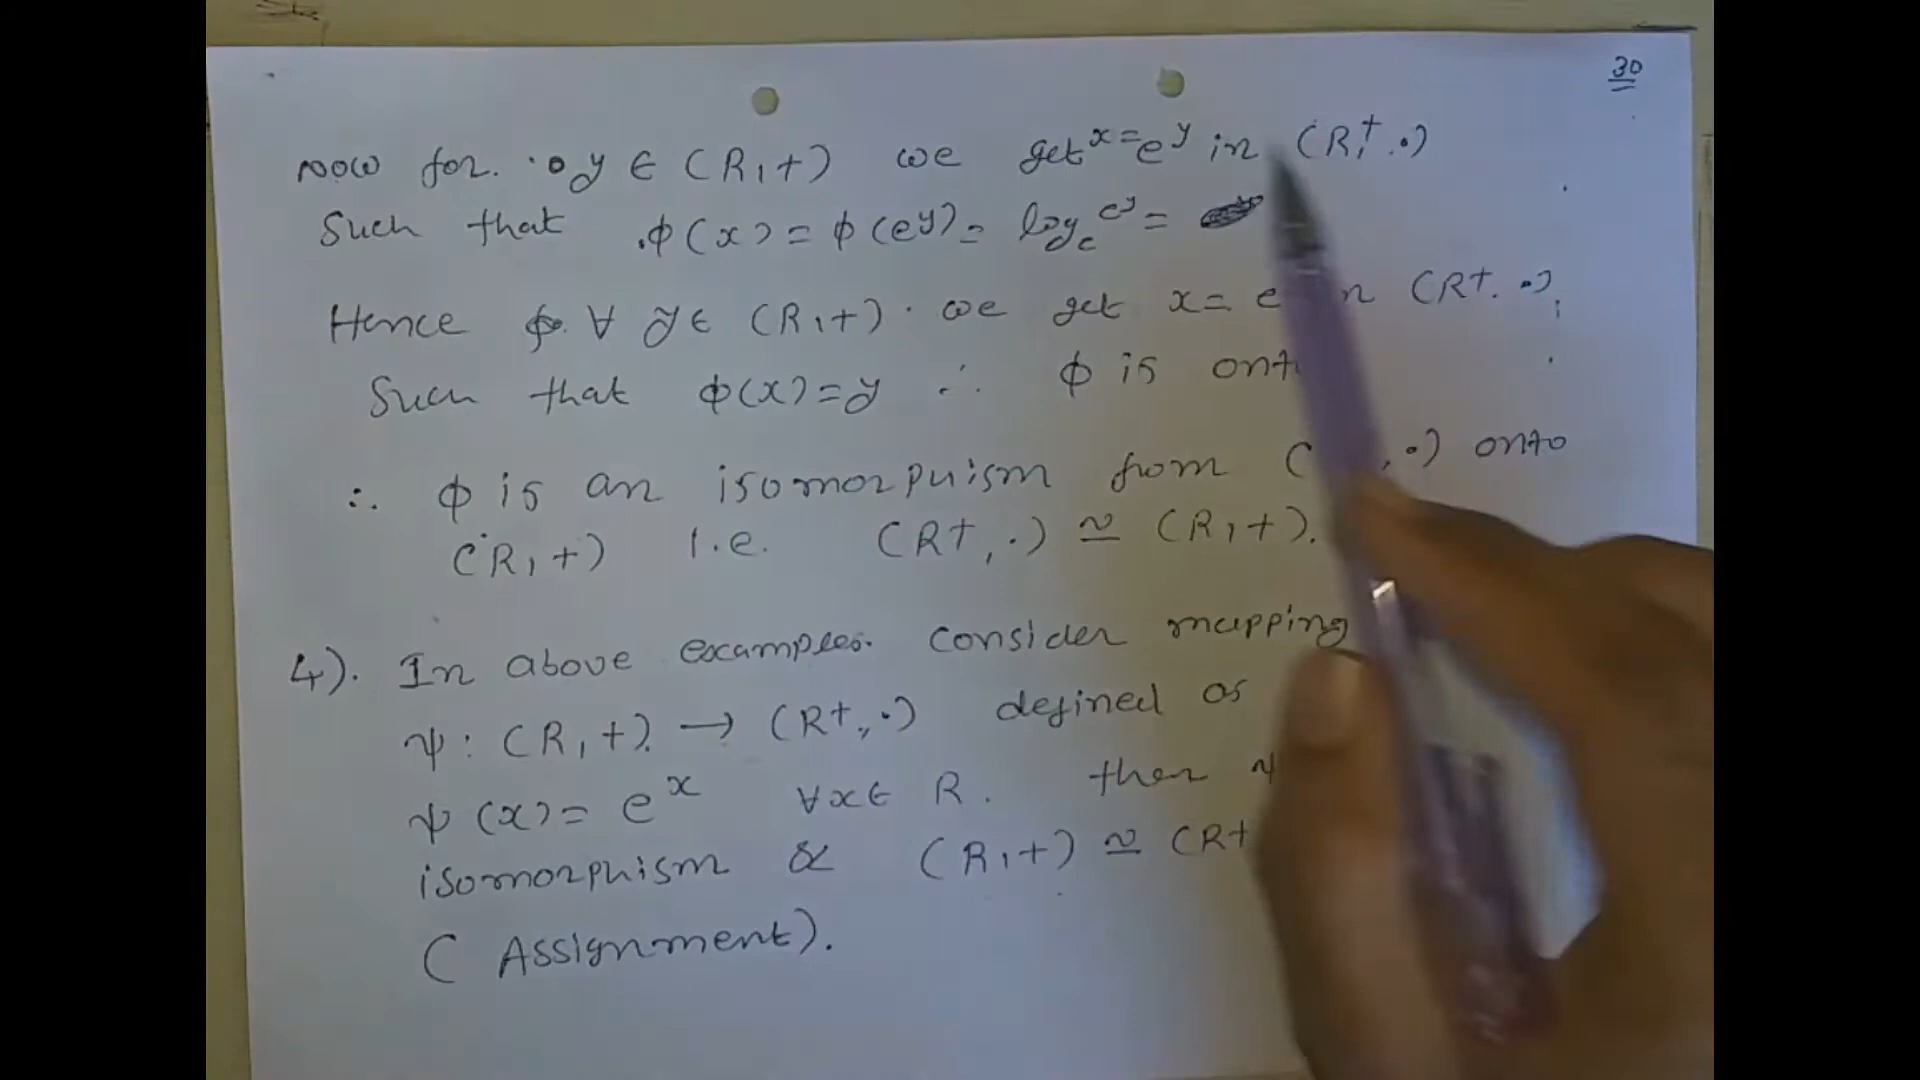 30
Now for y ∈ (R,+) we get x=e^y in (R^+,.)
Such that ϕ(x)=ϕ(e^y)= log_e e^y =
Hence ∀ y ∈ (R,+). we get x= e n (R+, .)
Such that ϕ(x)=y ∴ ϕ is ont
∴ ϕ is an isomorphism from ( ,.) onto
(R,+) I.e. (R+,.) ≃ (R,+).
4). In above examples. consider mapping
ψ: (R,+) → (R+,.) defined as
ψ(x)= e^x ∀x∈ R. then ψ
isomorphism & (R,+) ≃ (R+
( Assignment).